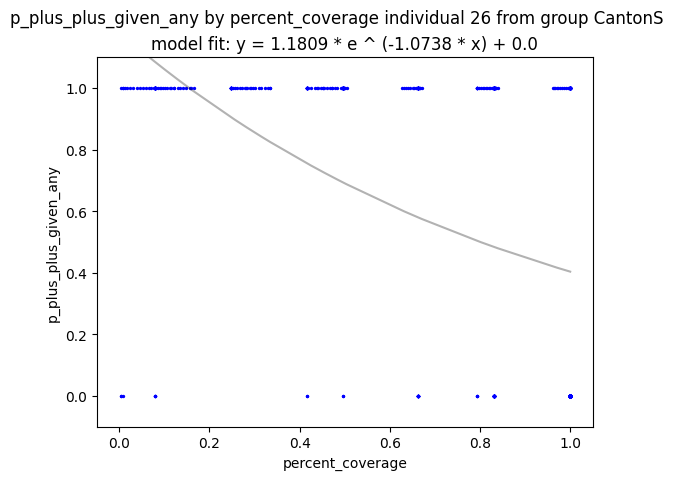 p_plus_plus_given_any by percent_coverage individual 26 from group CantonS
model fit: y = 1.1809 * e ^ (-1.0738 * x) + 0.0
1.0
0.8
0.6
0.4
0.2
0.0
p_plus_plus_given_any
0.0 0.2 0.4 0.6 0.8 1.0
percent_coverage